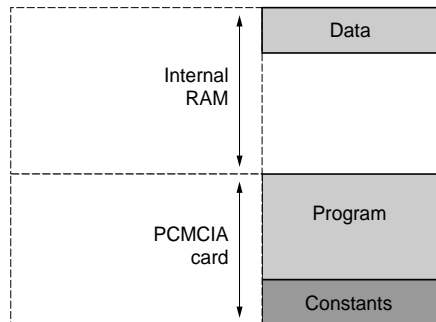 Data
Internal
RAM
Program
PCMCIA
card
Constants